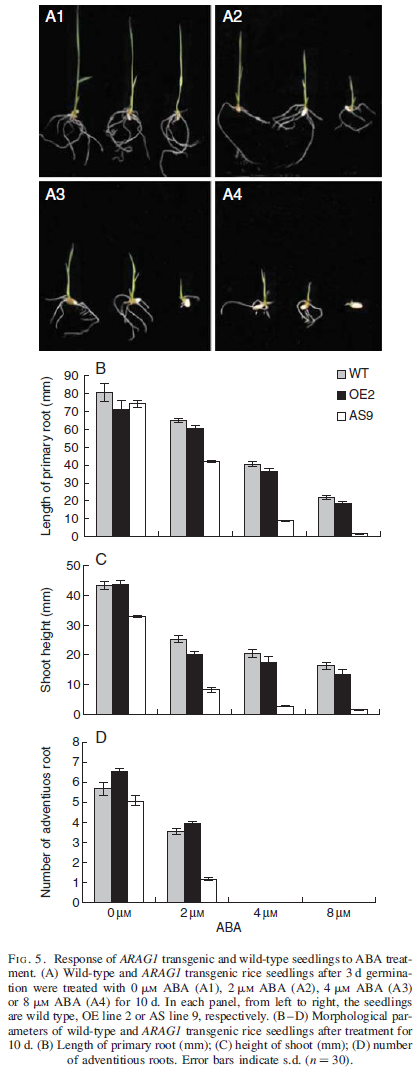 A1 A2
A3 A4
B
WT
OE2
AS9
Length of primary root (mm)
90
80
70
60
50
40
30
20
10
0
C
Shoot height (mm)
50
40
30
20
10
0
D
Number of adventiuos root
8
7
6
5
4
3
2
1
0
0 μM 2 μM 4 μM 8 μM
ABA
FIG. 5. Response of ARAG1 transgenic and wild-type seedlings to ABA treat-
ment. (A) Wild-type and ARAG1 transgenic rice seedlings after 3 d germina-
tion were treated with 0 μM ABA (A1), 2 μM ABA (A2), 4 μM ABA (A3)
or 8 μM ABA (A4) for 10 d. In each panel, from left to right, the seedlings
are wild type, OE line 2 or AS line 9, respectively. (B–D) Morphological par-
ameters of wild-type and ARAG1 transgenic rice seedlings after treatment for
10 d. (B) Length of primary root (mm); (C) height of shoot (mm); (D) number
of adventitious roots. Error bars indicate s.d. (n = 30).